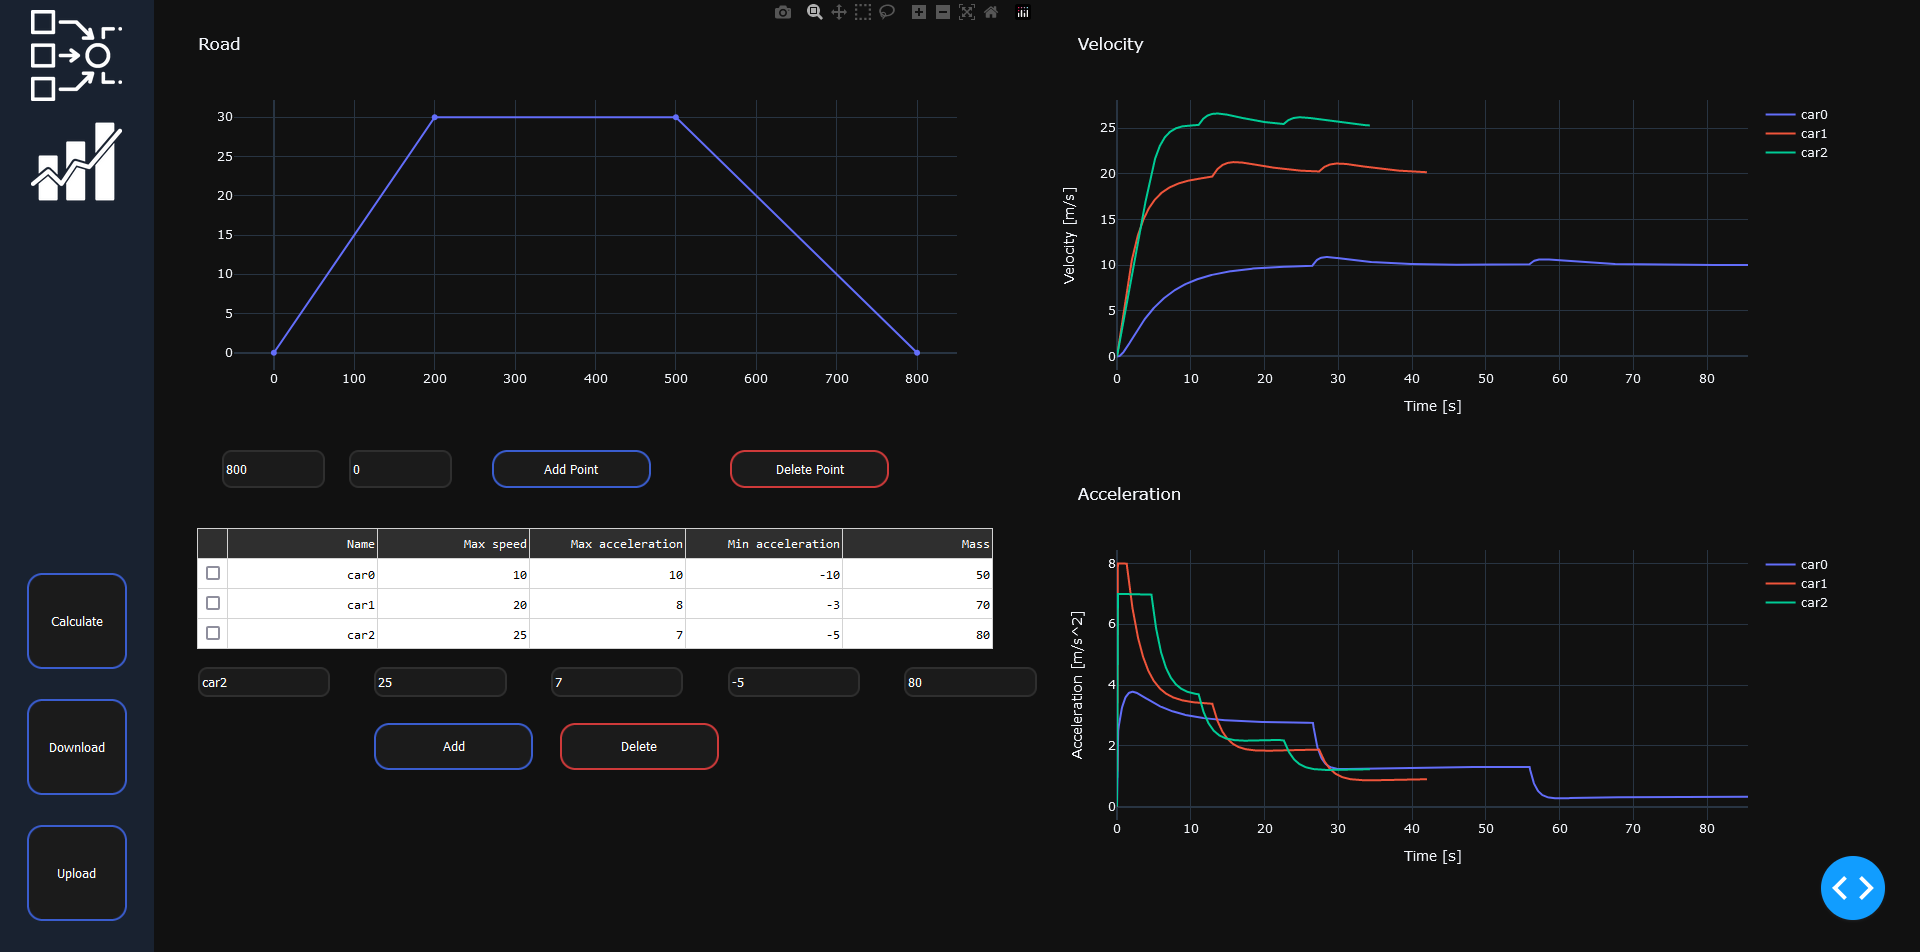 Road
30
25
20
15
10
5
0
0 100 200 300 400 500 600 700 800
800 0 Add Point Delete Point
Name Max speed Max acceleration Min acceleration Mass
car0 10 10 -10 50
car1 20 8 -3 70
car2 25 7 -5 80
car2 25 7 -5 80
Add Delete
Calculate
Download
Upload
Velocity
Velocity [m/s]
25
20
15
10
5
0
0 10 20 30 40 50 60 70 80
Time [s]
car0
car1
car2
Acceleration
Acceleration [m/s^2]
8
6
4
2
0
0 10 20 30 40 50 60 70 80
Time [s]
car0
car1
car2